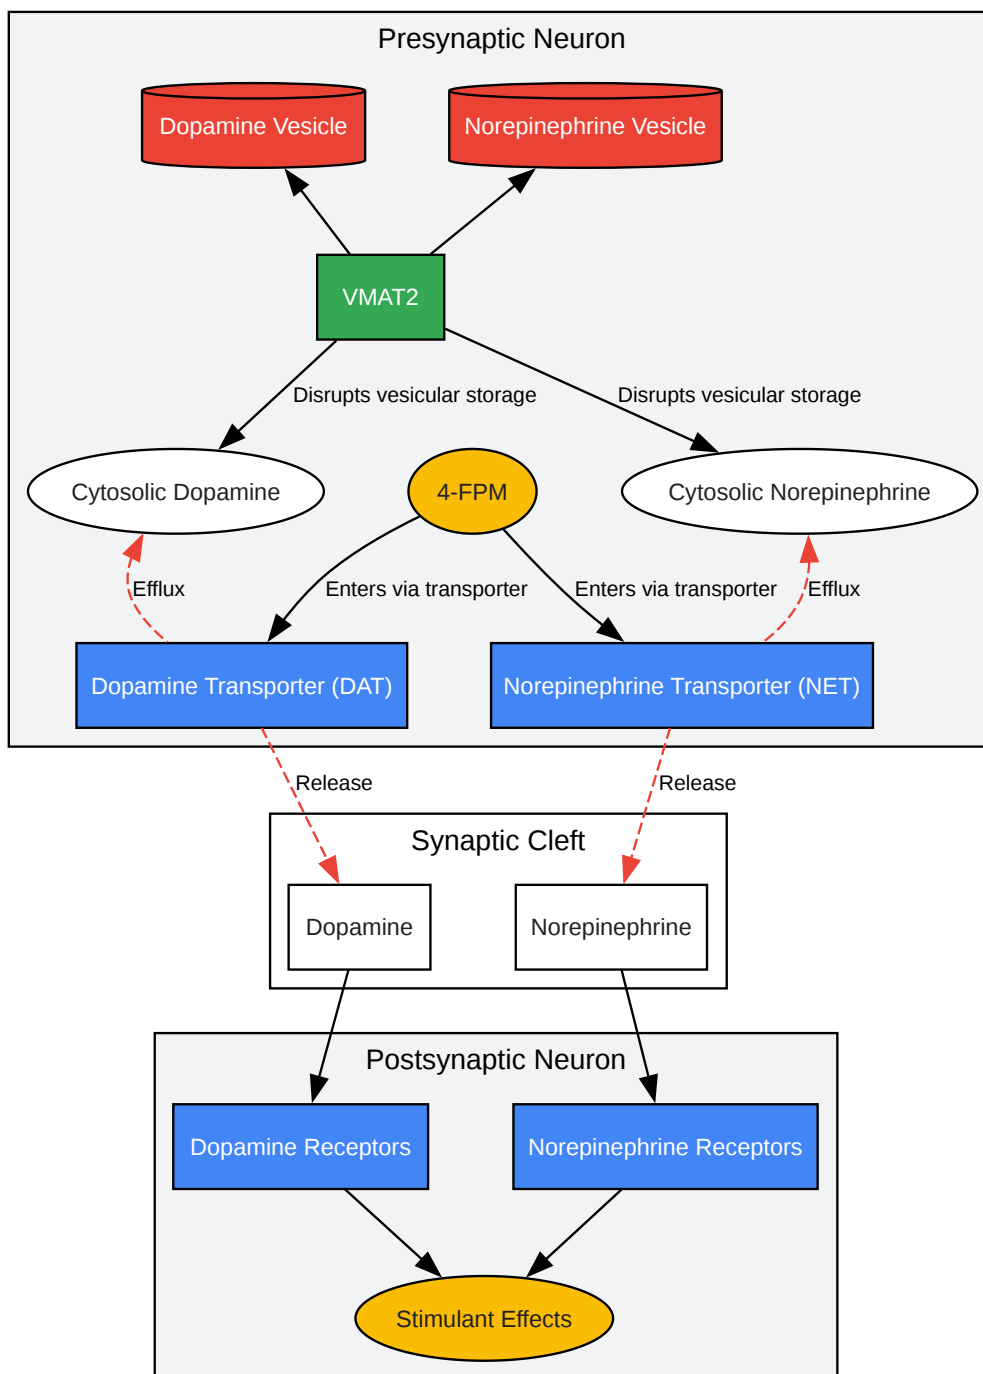 Presynaptic Neuron
Dopamine Vesicle
Norepinephrine Vesicle
VMAT2
Disrupts vesicular storage
Disrupts vesicular storage
Cytosolic Dopamine
4-FPM
Cytosolic Norepinephrine
Efflux
Enters via transporter
Enters via transporter
Efflux
Dopamine Transporter (DAT)
Norepinephrine Transporter (NET)
Release
Release
Synaptic Cleft
Dopamine
Norepinephrine
Postsynaptic Neuron
Dopamine Receptors
Norepinephrine Receptors
Stimulant Effects